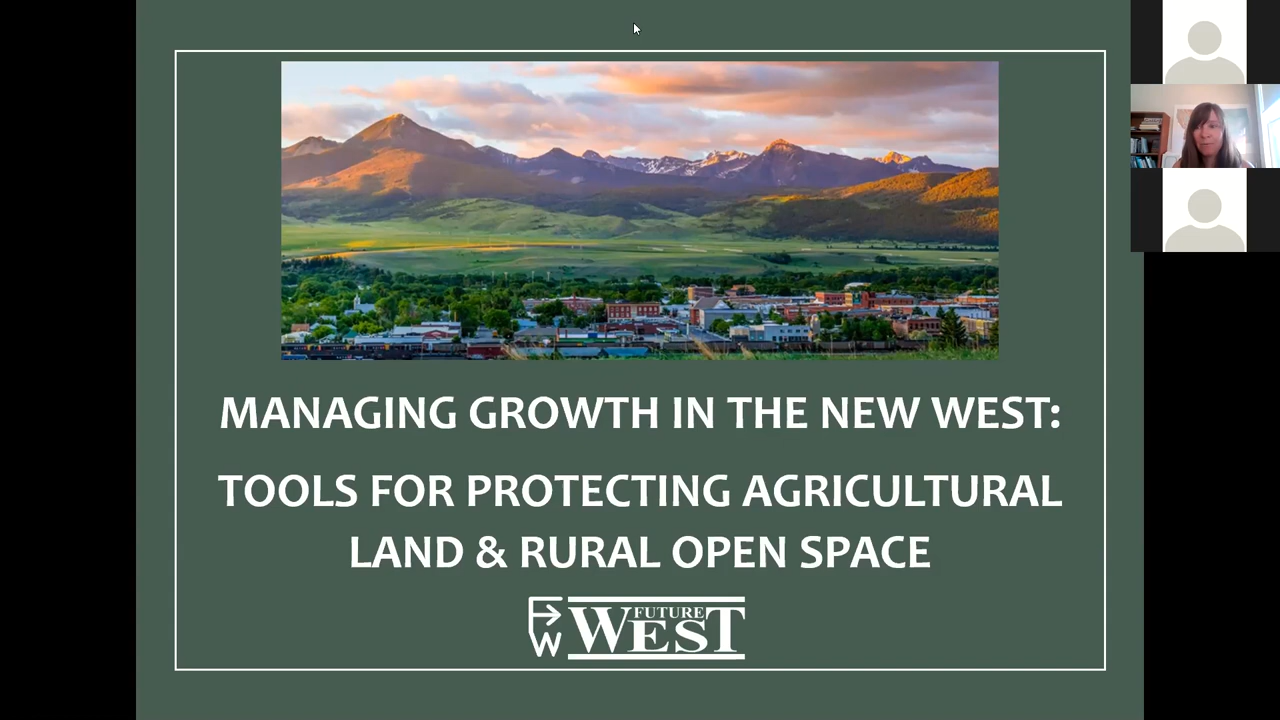 MANAGING GROWTH IN THE NEW WEST:
TOOLS FOR PROTECTING AGRICULTURAL
LAND & RURAL OPEN SPACE
FW FUTURE WEST